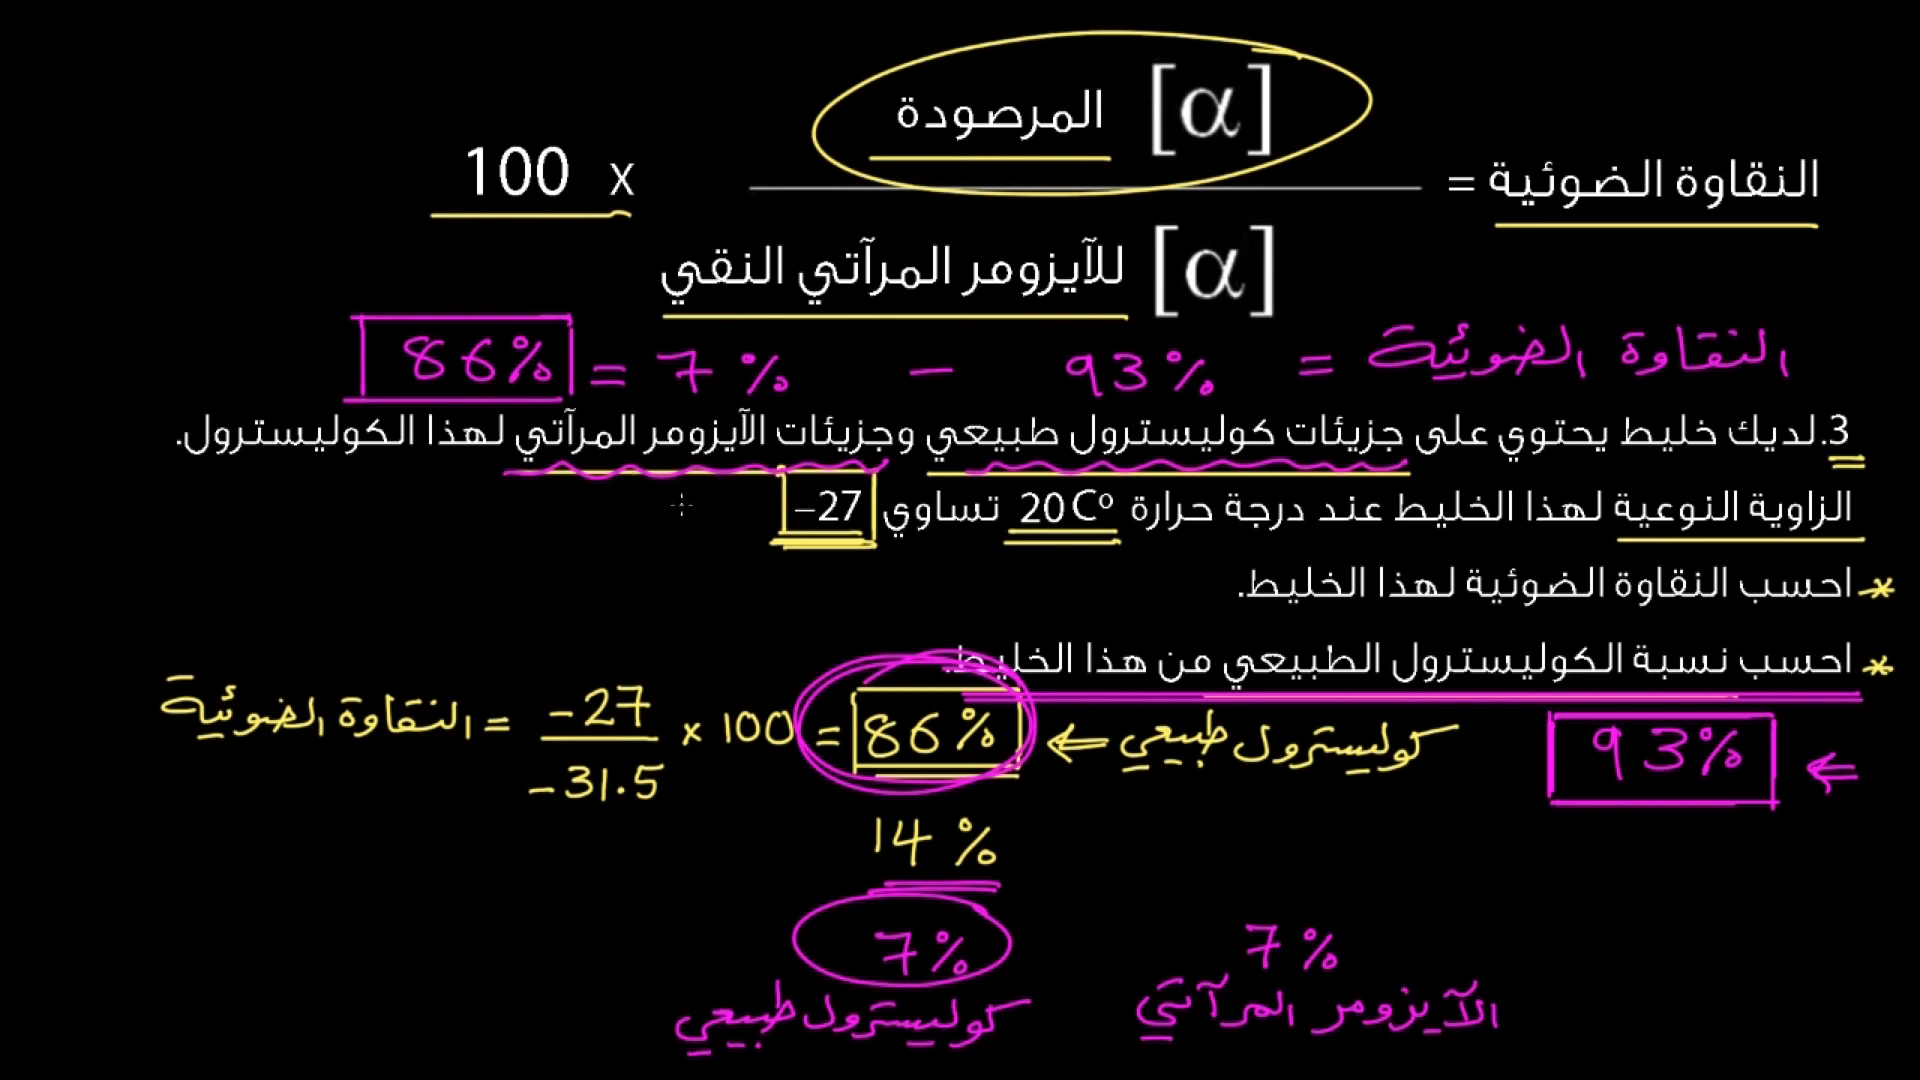 [α] المرصودة
النقاوة الضوئية = x 100
[α] للآيزومر المرآتي النقي
النقاوة الضوئية = 93% - 7% = 86%
3.لديك خليط يحتوي على جزيئات كوليسترول طبيعي وجزيئات الآيزومر المرآتي لهذا الكوليسترول.
الزاوية النوعية لهذا الخليط عند درجة حرارة 20 Cº تساوي 27–
* احسب النقاوة الضوئية لهذا الخليط.
* احسب نسبة الكوليسترول الطبيعي من هذا الخليط.
النقاوة الضوئية = -27 / -31.5 × 100 = 86% ⇐ كوليسترول طبيعي
⇐ 93%
14 %
7%
7 %
الآيزومر المرآتي
كوليسترول طبيعي